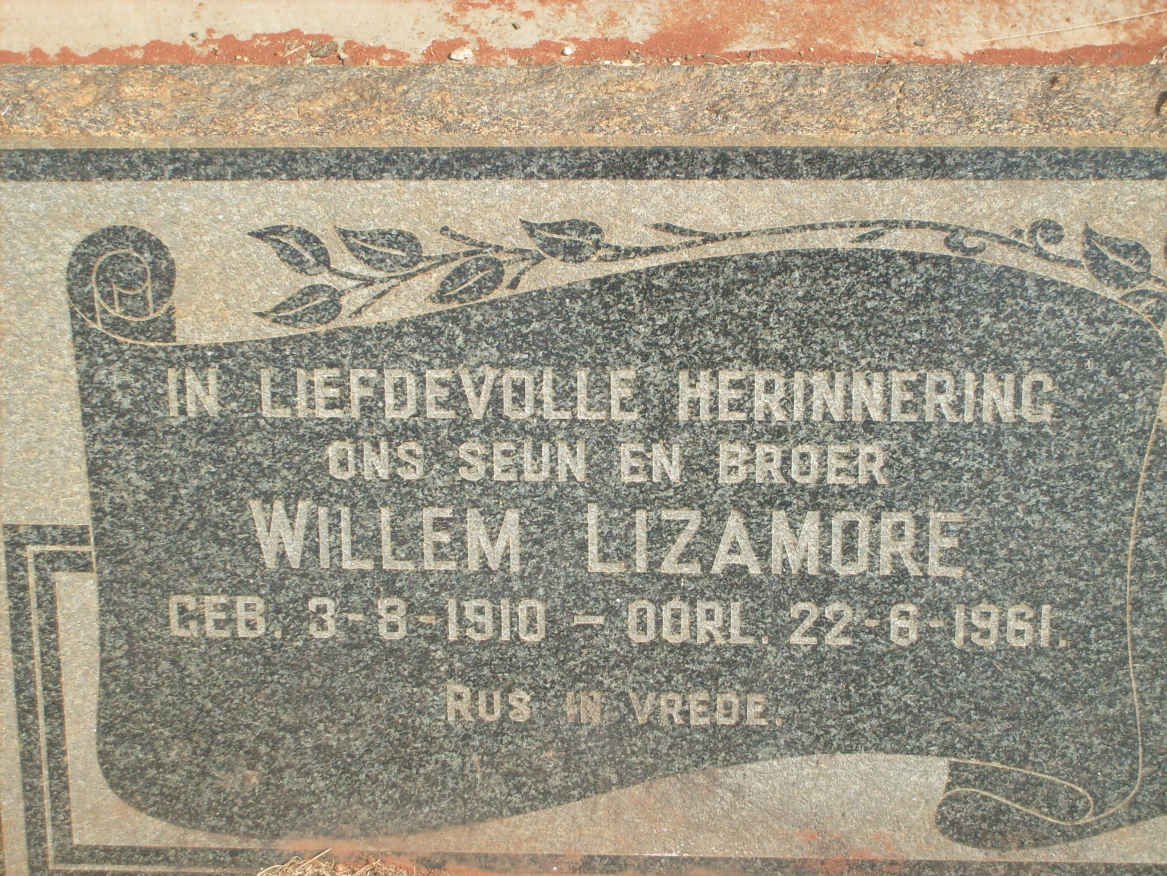 IN LIEFDEVOLLE HERINNERING
ONS SEUN EN BROER
WILLEM LIZAMORE
GEB. 3-8-1910 – OORL. 22-6-1961.
RUS IN VREDE.